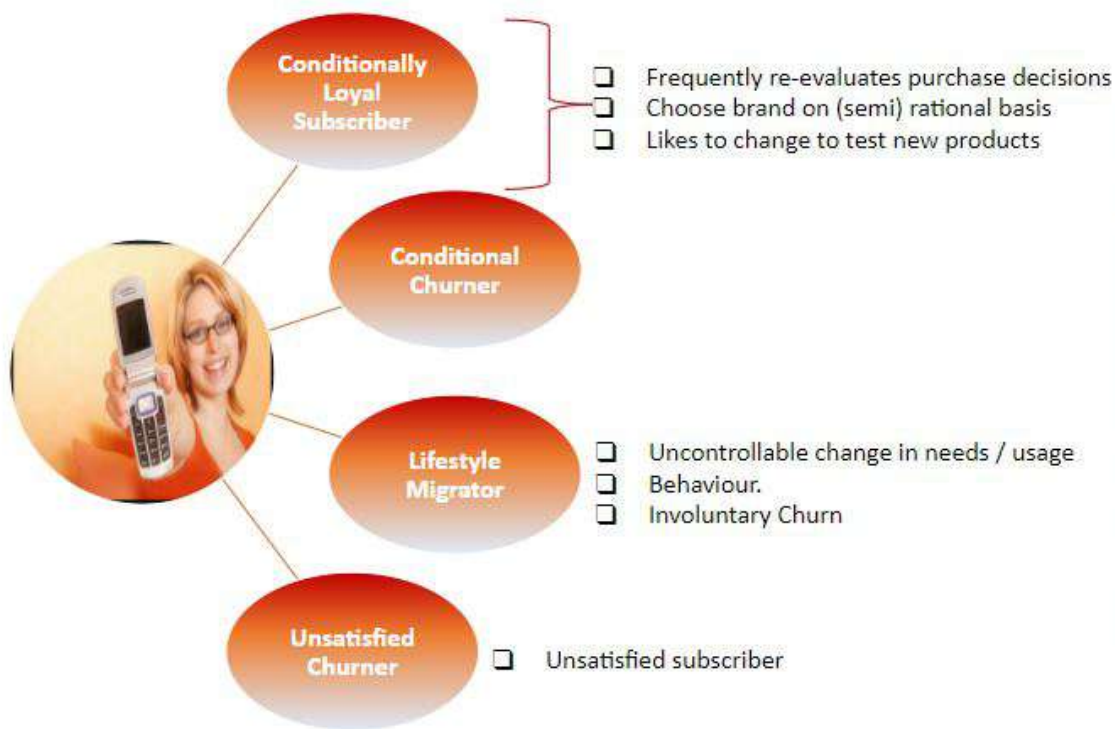 Conditionally
Loyal
Subscriber
❑ Frequently re-evaluates purchase decisions
❑ Choose brand on (semi) rational basis
❑ Likes to change to test new products
Conditional
Churner
Lifestyle
Migrator
❑ Uncontrollable change in needs / usage
❑ Behaviour.
❑ Involuntary Churn
Unsatisfied
Churner
❑ Unsatisfied subscriber